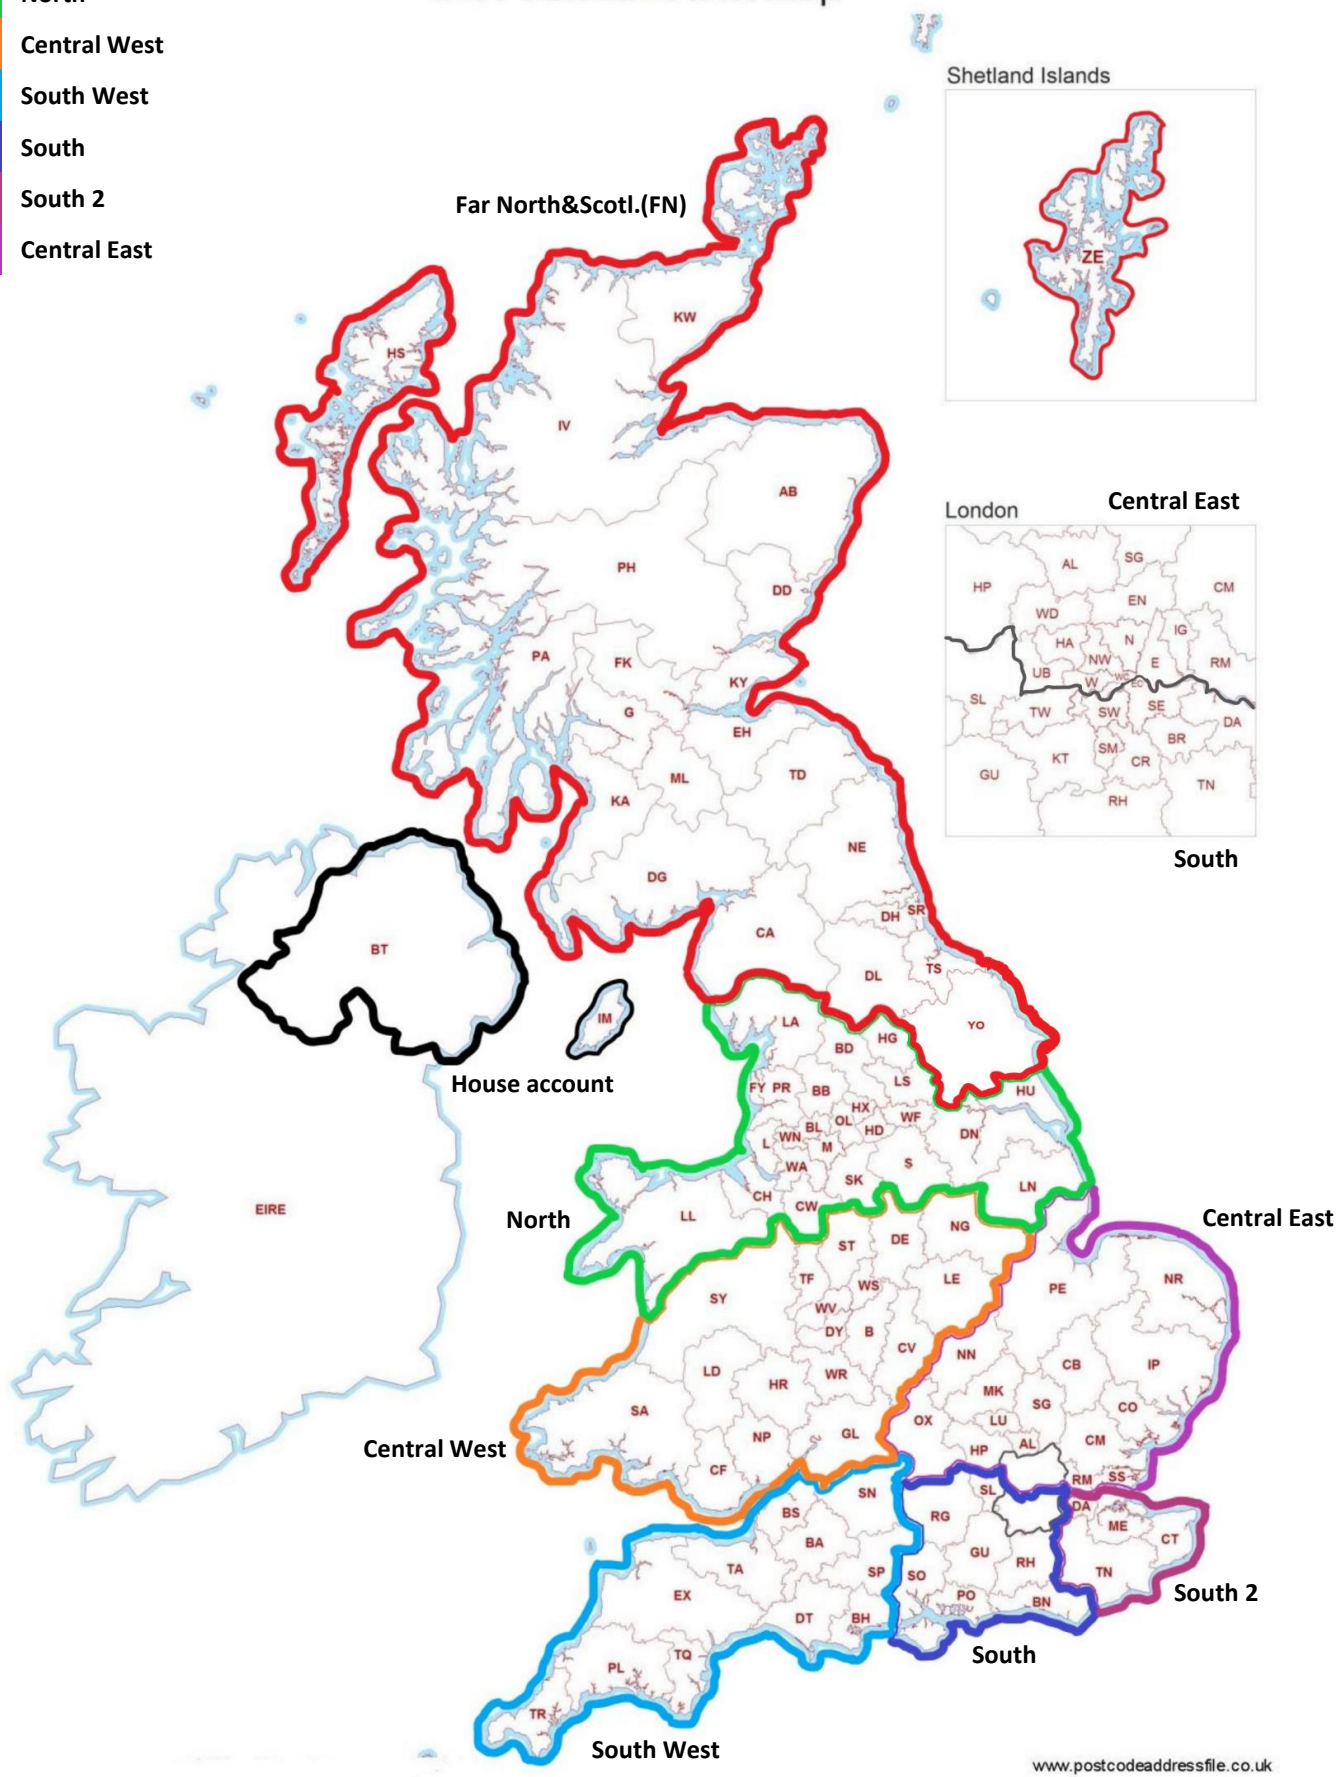 North
Central West
South West
South
South 2
Central East
Shetland Islands
ZE
Far North&Scotl.(FN)
KW
HS
IV
AB
PH
DD
PA
FK
KY
G
EH
ML
TD
KA
NE
DG
DH
SR
CA
DL
TS
YO
London
Central East
AL
SG
HP
CM
EN
WD
IG
HA
N
NW
E
RM
UB
W
WC
EC
SL
TW
SW
SE
DA
BR
SM
KT
CR
GU
TN
RH
South
BT
IM
House account
EIRE
LA
HG
BD
LS
FY
PR
BB
HU
HX
WF
OL
BL
HD
DN
WN
L
M
S
WA
SK
LN
CH
CW
LL
North
Central East
NG
DE
ST
TF
WS
LE
SY
WV
DY
B
CV
LD
WR
HR
SA
NP
GL
CF
Central West
PE
NR
NN
CB
IP
MK
SG
CO
OX
LU
CM
AL
HP
RM
SS
SN
BS
BA
TA
SP
EX
DT
BH
TQ
PL
TR
South West
SL
RG
GU
RH
SO
PO
BN
South
DA
ME
CT
TN
South 2
www.postcodeaddressfile.co.uk